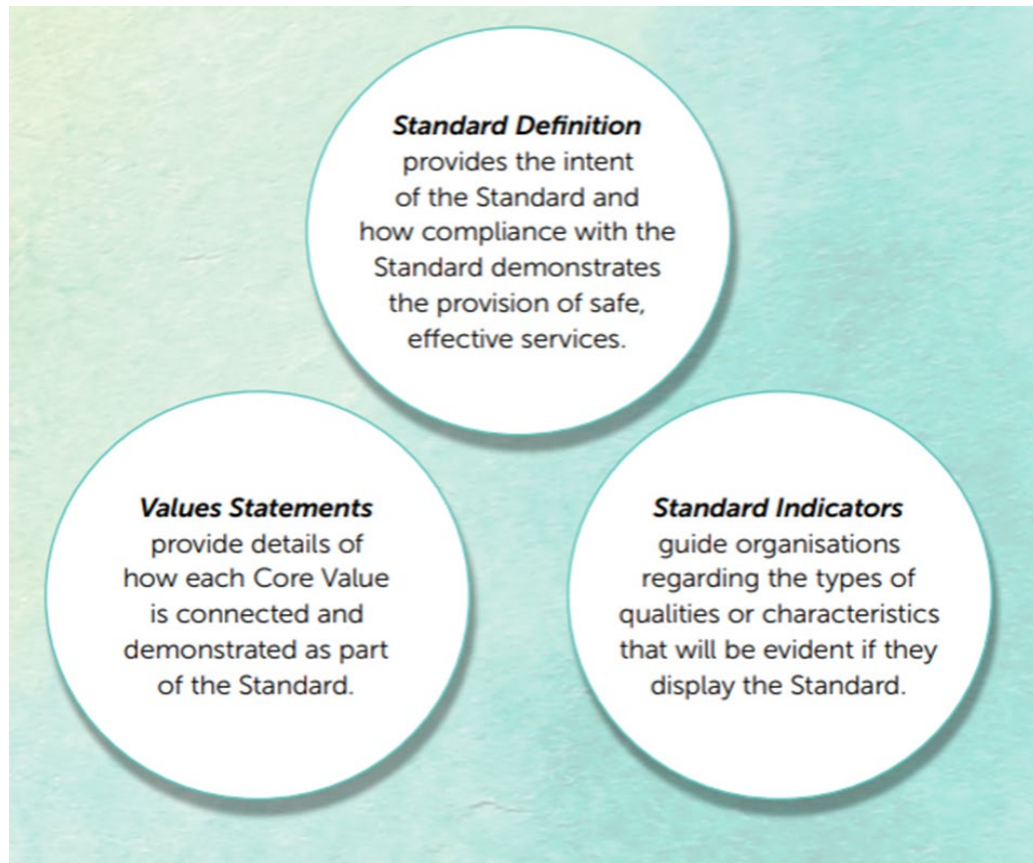 Standard Definition
provides the intent
of the Standard and
how compliance with the
Standard demonstrates
the provision of safe,
effective services.
Values Statements
provide details of
how each Core Value
is connected and
demonstrated as part
of the Standard.
Standard Indicators
guide organisations
regarding the types of
qualities or characteristics
that will be evident if they
display the Standard.